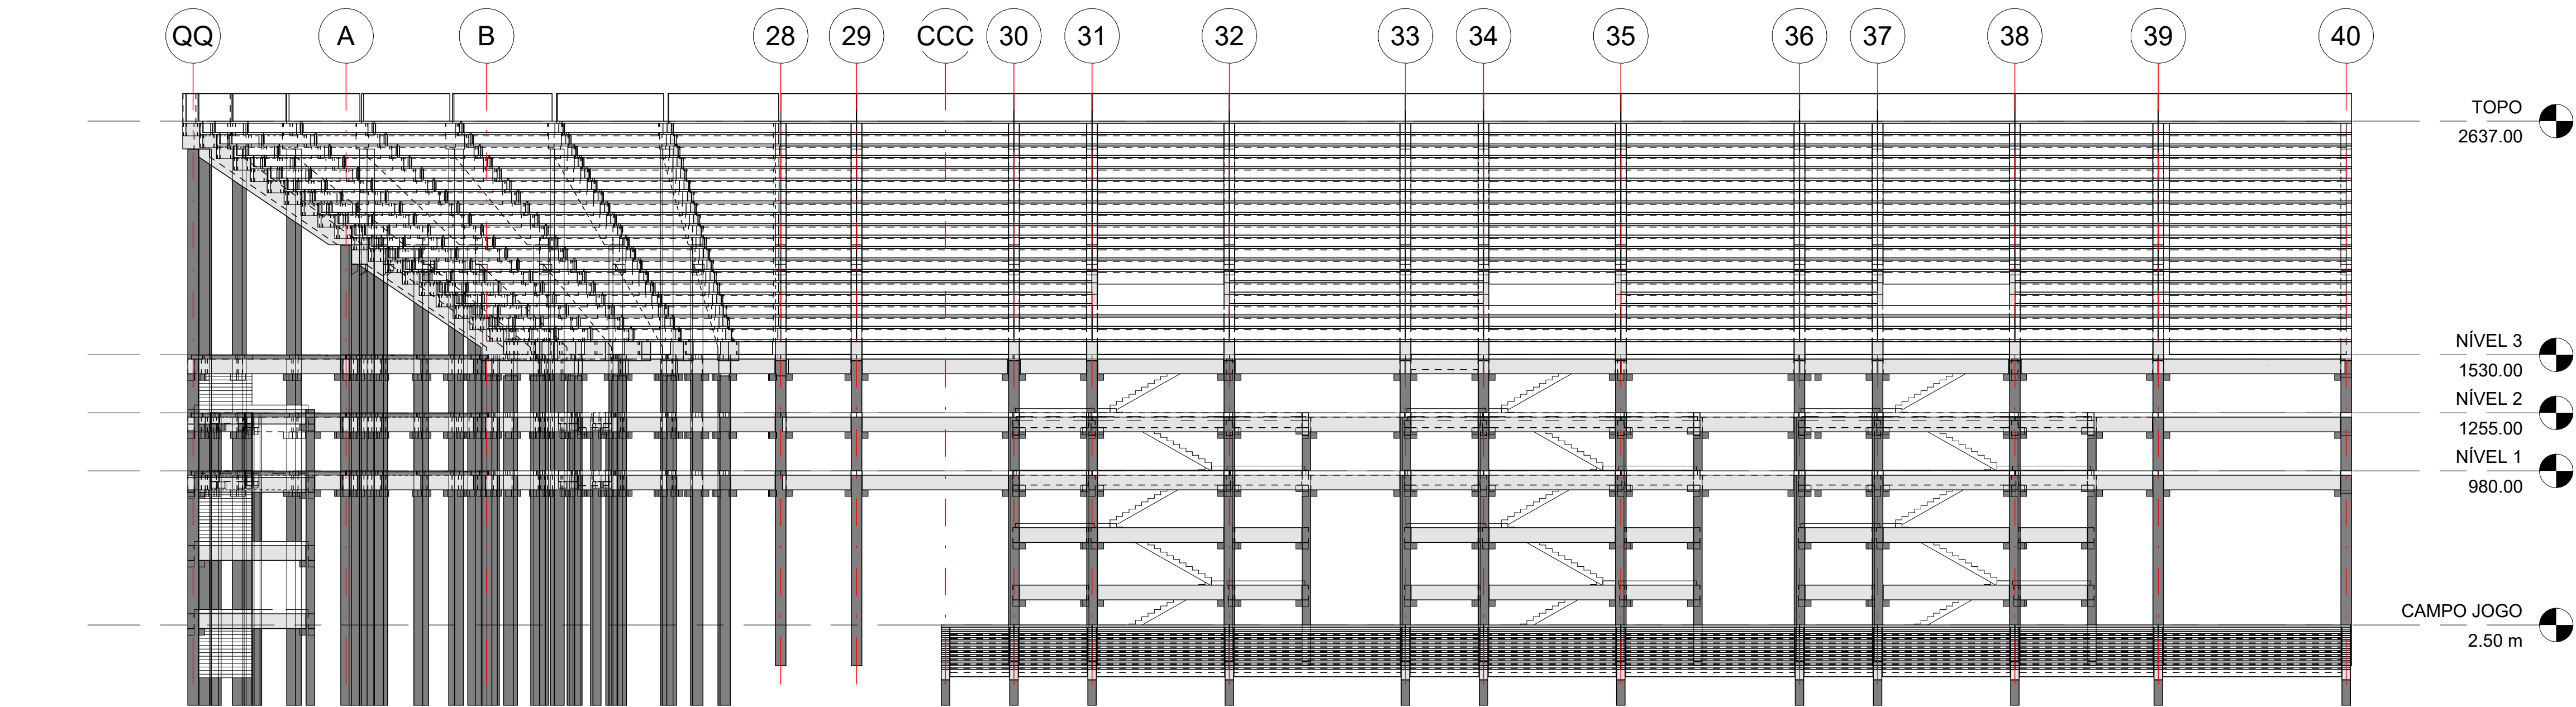 QQ A B 28 29 CCC 30 31 32 33 34 35 36 37 38 39 40
TOPO
2637.00
NÍVEL 3
1530.00
NÍVEL 2
1255.00
NÍVEL 1
980.00
CAMPO JOGO
2.50 m